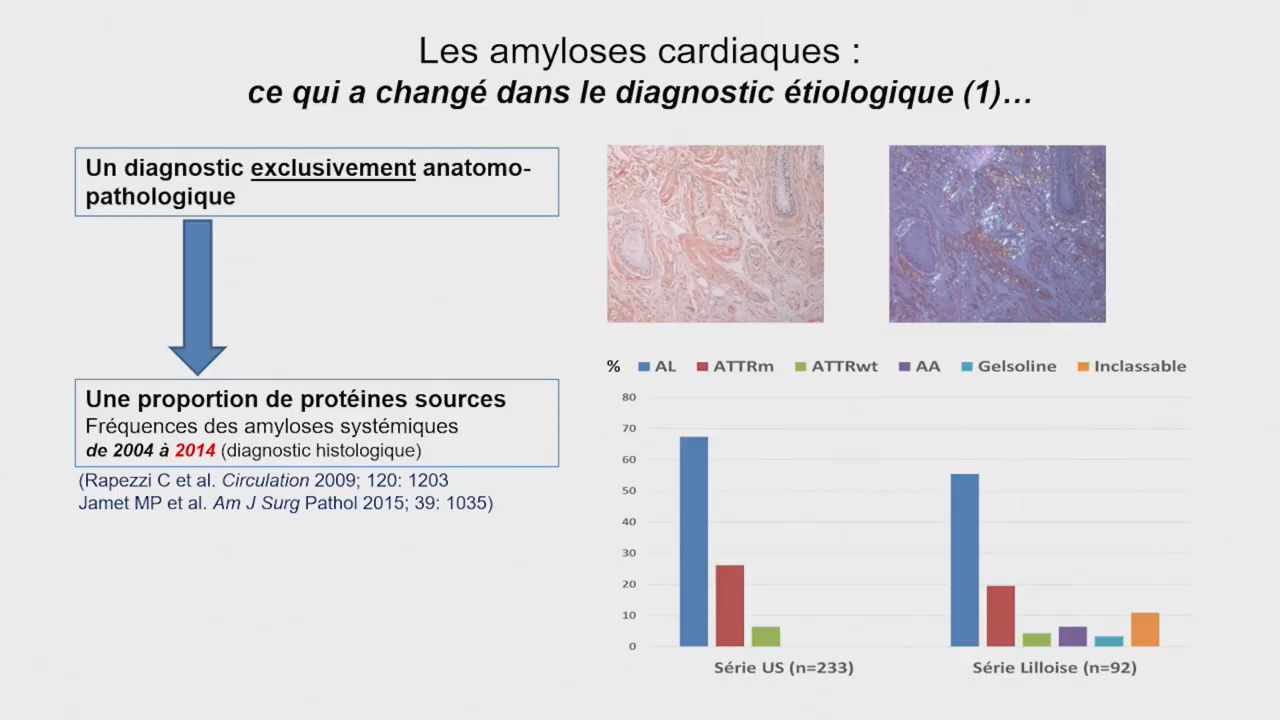 Les amyloses cardiaques :
ce qui a changé dans le diagnostic étiologique (1)…
Un diagnostic exclusivement anatomo-
pathologique
Une proportion de protéines sources
Fréquences des amyloses systémiques
de 2004 à 2014 (diagnostic histologique)
(Rapezzi C et al. Circulation 2009; 120: 1203
Jamet MP et al. Am J Surg Pathol 2015; 39: 1035)
% AL ATTRm ATTRwt AA Gelsoline Inclassable
80
70
60
50
40
30
20
10
0
Série US (n=233) Série Lilloise (n=92)